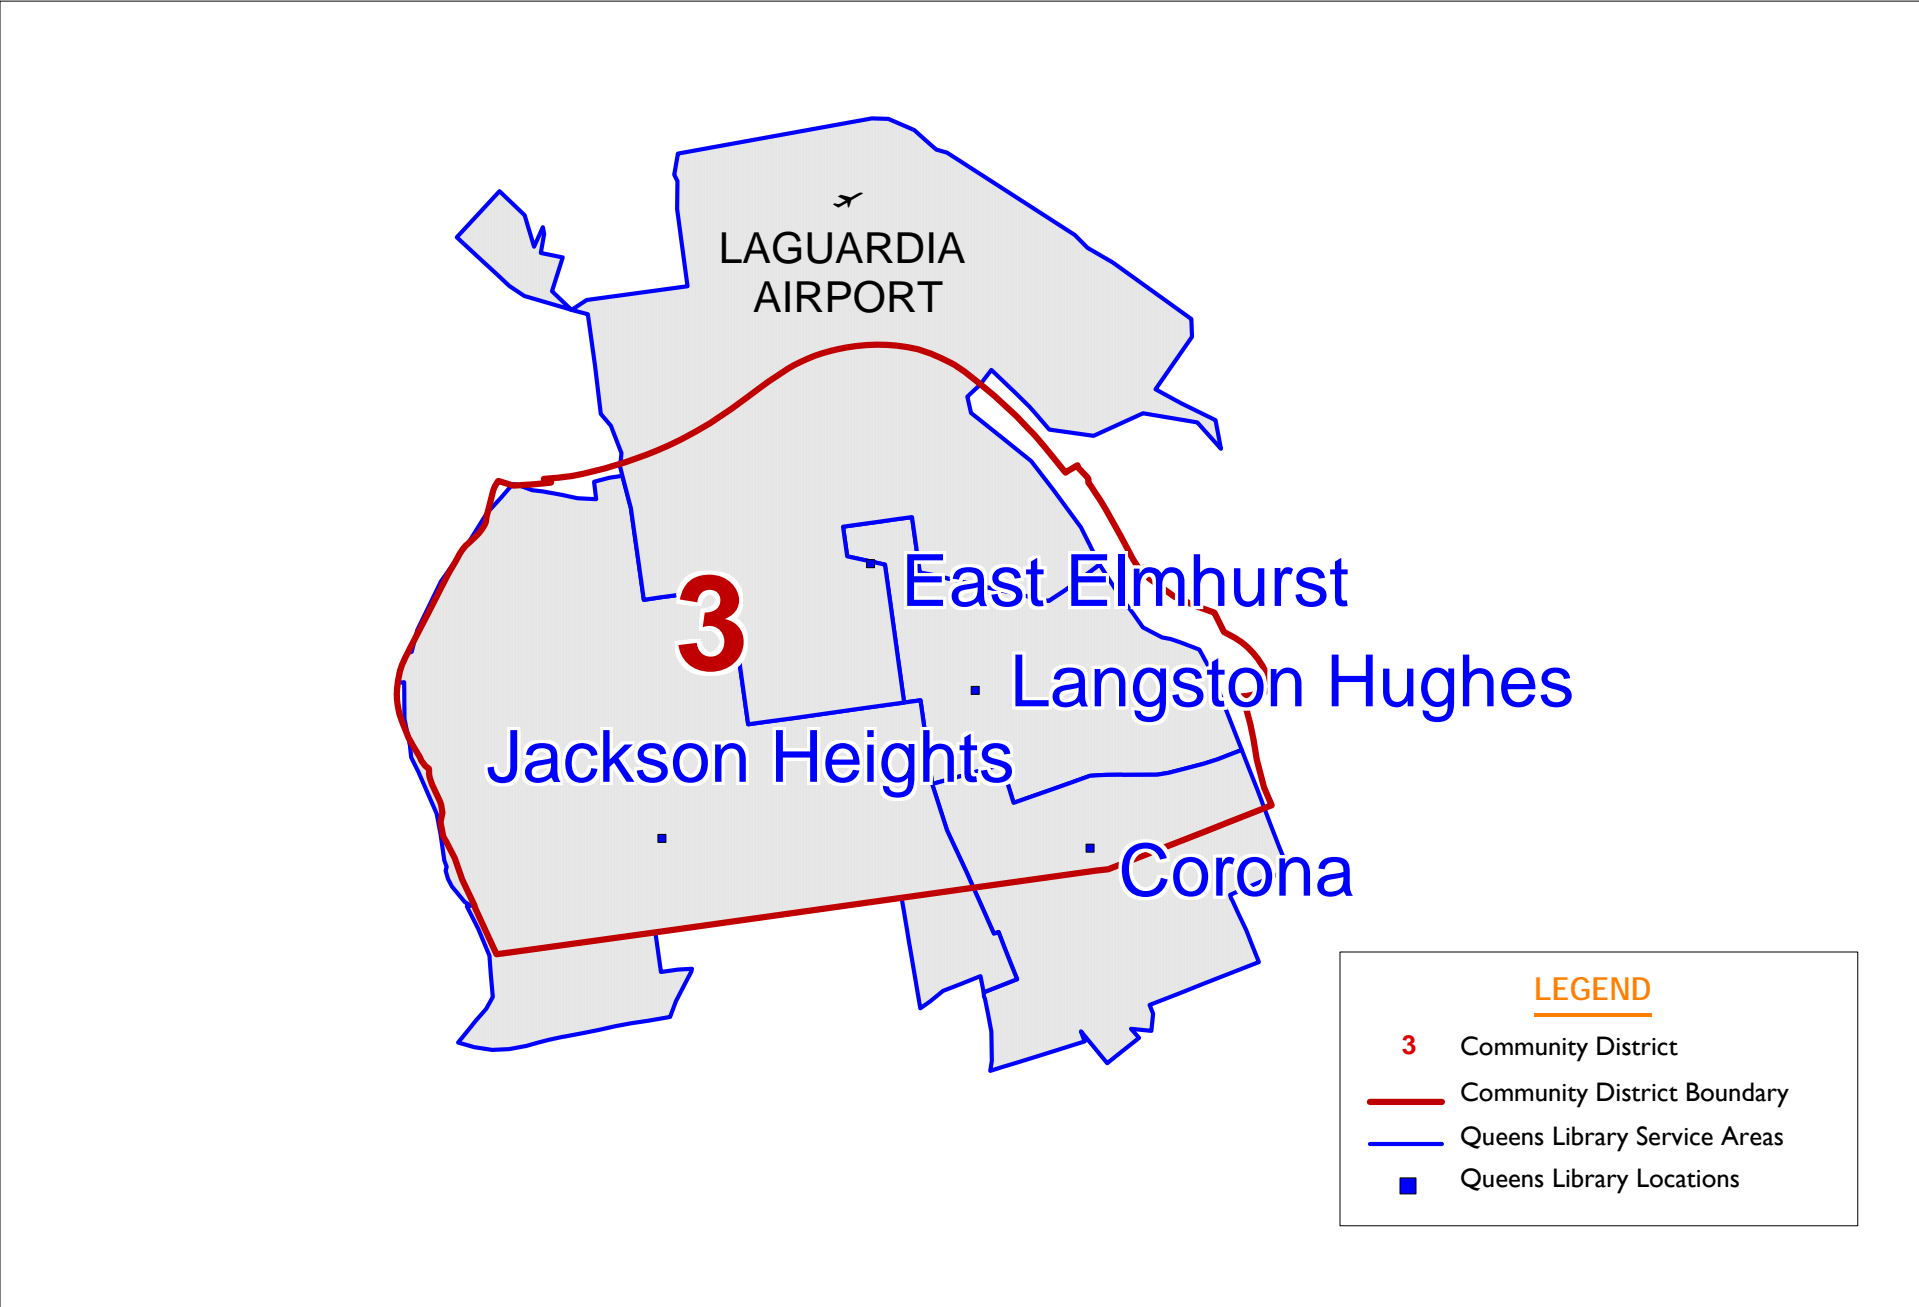 LAGUARDIA
AIRPORT
East Elmhurst
3
Langston Hughes
Jackson Heights
Corona
LEGEND
3 Community District
Community District Boundary
Queens Library Service Areas
Queens Library Locations